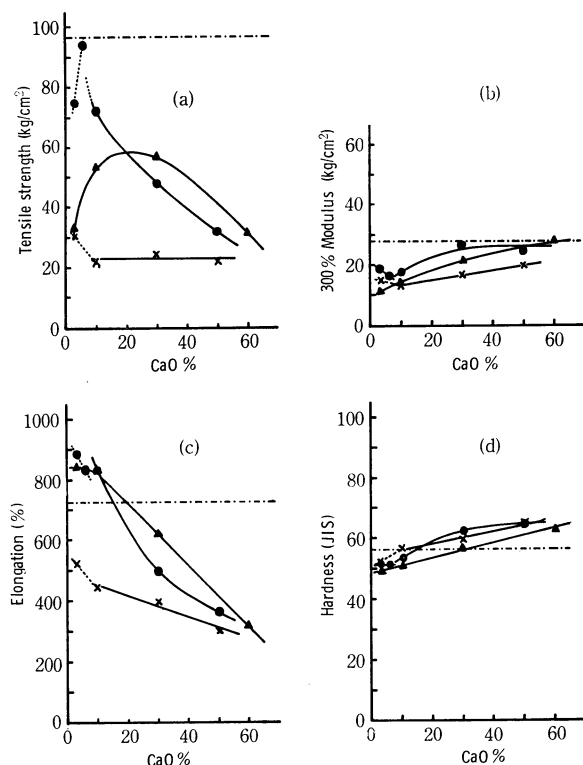 (a)
Tensile strength (kg/cm²)
100
80
60
40
20
0
0 20 40 60
CaO %
(b)
300% Modulus (kg/cm²)
60
40
20
0
0 20 40 60
CaO %
(c)
Elongation (%)
1000
800
600
400
200
0
0 20 40 60
CaO %
(d)
Hardness (JIS)
100
80
60
40
20
0
0 20 40 60
CaO %